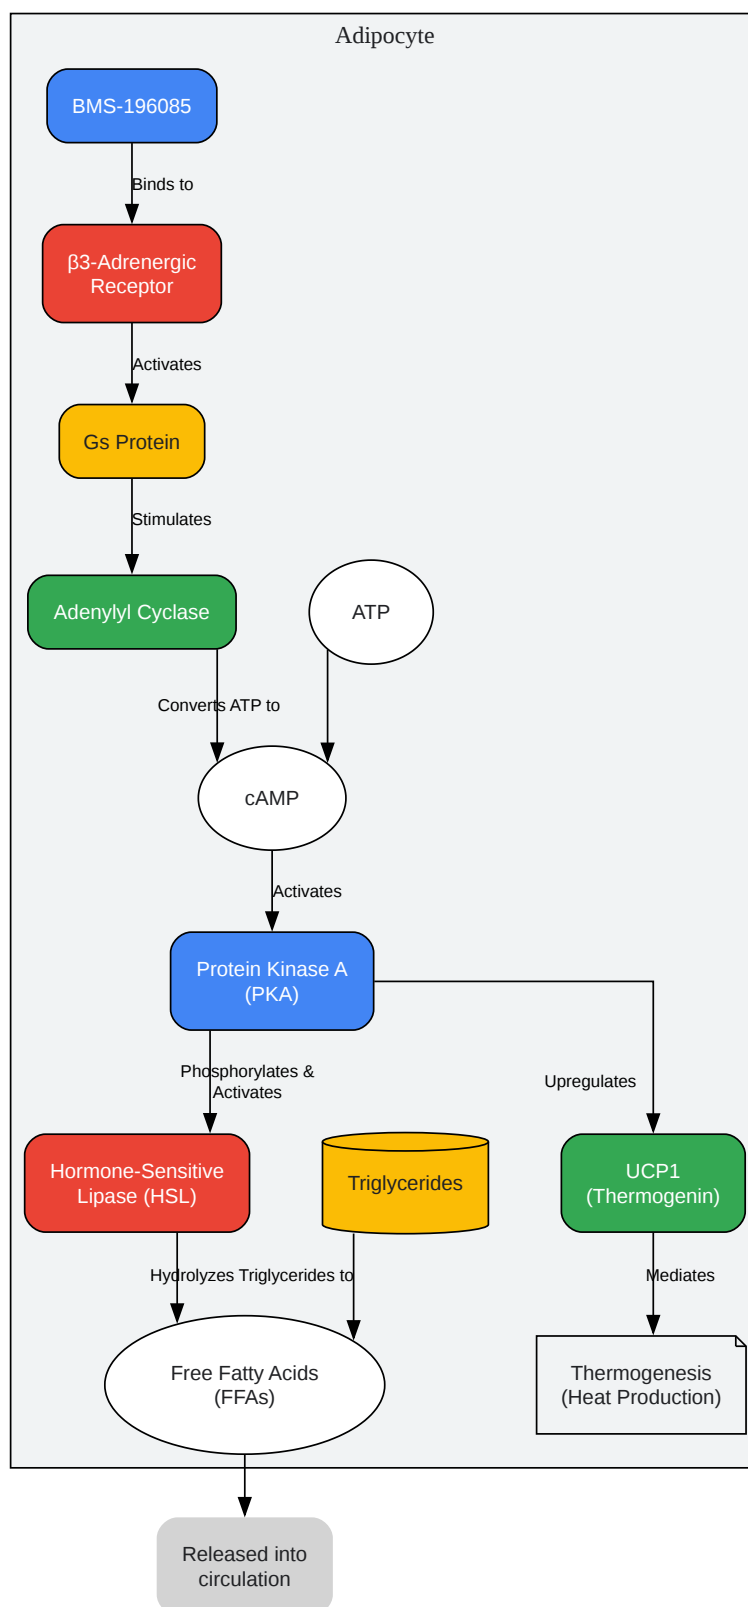 Adipocyte
BMS-196085
Binds to
β3-Adrenergic
Receptor
Activates
Gs Protein
Stimulates
Adenylyl Cyclase
ATP
Converts ATP to
cAMP
Activates
Protein Kinase A
(PKA)
Phosphorylates &
Activates
Upregulates
Hormone-Sensitive
Lipase (HSL)
Triglycerides
UCP1
(Thermogenin)
Hydrolyzes Triglycerides to
Mediates
Free Fatty Acids
(FFAs)
Thermogenesis
(Heat Production)
Released into
circulation